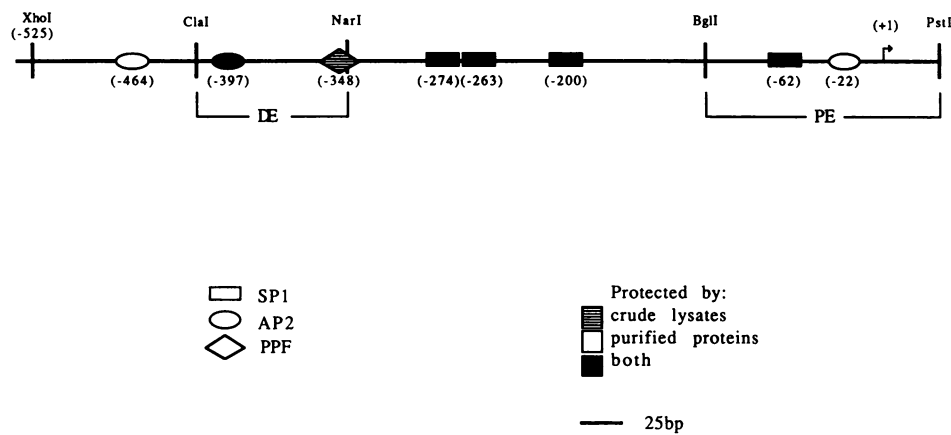 XhoI
(-525)
ClaI
NarI
BglI
(+1)
PstI
(-464)
(-397)
(-348)
(-274)(-263)
(-200)
(-62)
(-22)
DE
PE
SP1
AP2
PPF
Protected by:
crude lysates
purified proteins
both
25bp